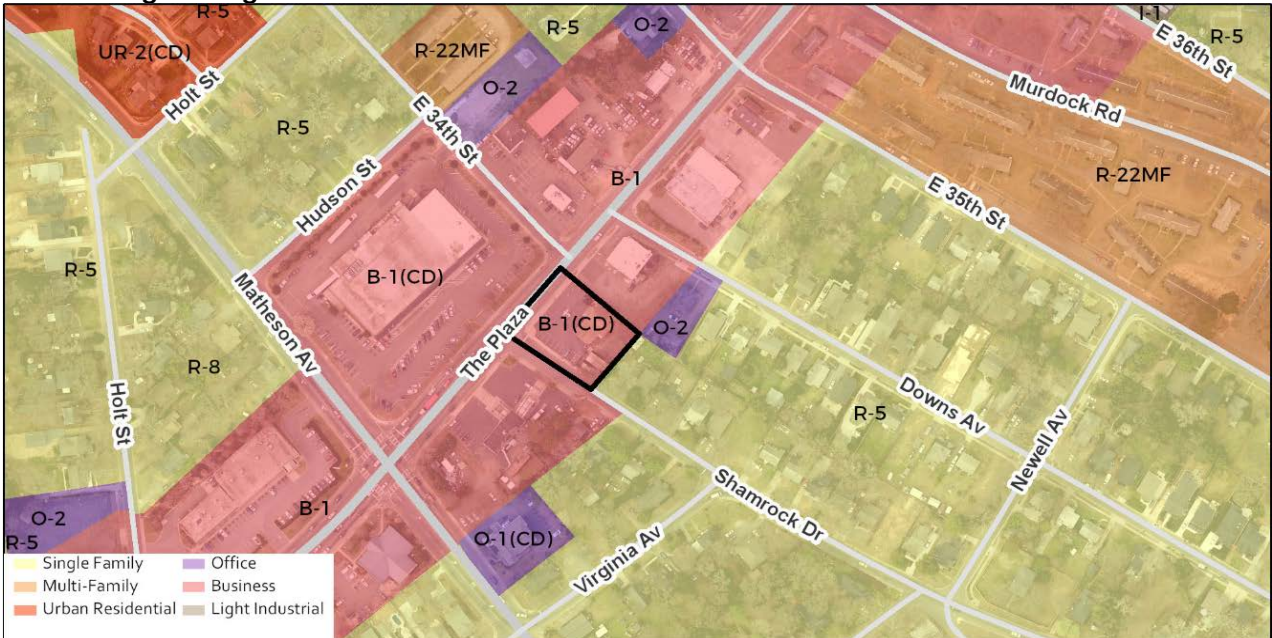 R-5
R-5
I-1
E 36th St
R-5
UR-2(CD)
R-22MF
O-2
Holt St
O-2
Murdock Rd
R-5
E 34th St
B-1
R-22MF
E 35th St
Hudson St
R-5
B-1(CD)
Matheson Av
The Plaza
B-1(CD)
O-2
R-8
Holt St
R-5
Downs Av
Newell Av
Shamrock Dr
B-1
O-2
R-5
O-1(CD)
Virginia Av
Single Family
Office
Multi-Family
Business
Urban Residential
Light Industrial